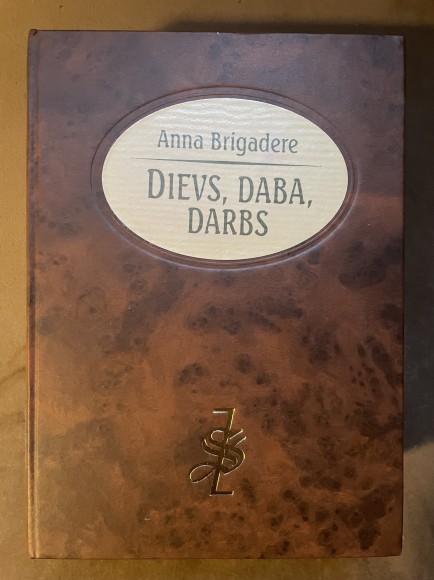 Anna Brigadere
DIEVS, DABA,
DARBS